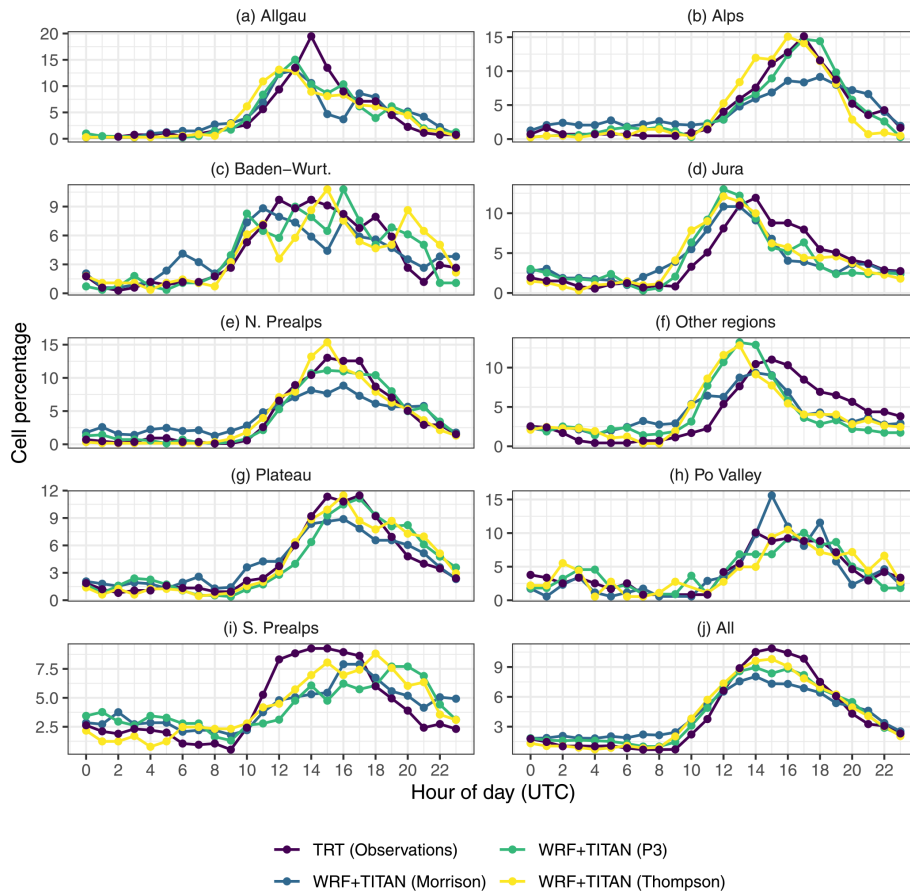 (a) Allgau
(b) Alps
20
15
10
5
0
15
10
5
0
(c) Baden−Wurt.
(d) Jura
9
6
3
0
10
5
0
(e) N. Prealps
(f) Other regions
15
10
5
0
10
5
0
Cell percentage
(g) Plateau
(h) Po Valley
12
9
6
3
0
15
10
5
0
(i) S. Prealps
(j) All
7.5
5.0
2.5
9
6
3
0 2 4 6 8 10 12 14 16 18 20 22
0 2 4 6 8 10 12 14 16 18 20 22
Hour of day (UTC)
TRT (Observations)
WRF+TITAN (P3)
WRF+TITAN (Morrison)
WRF+TITAN (Thompson)